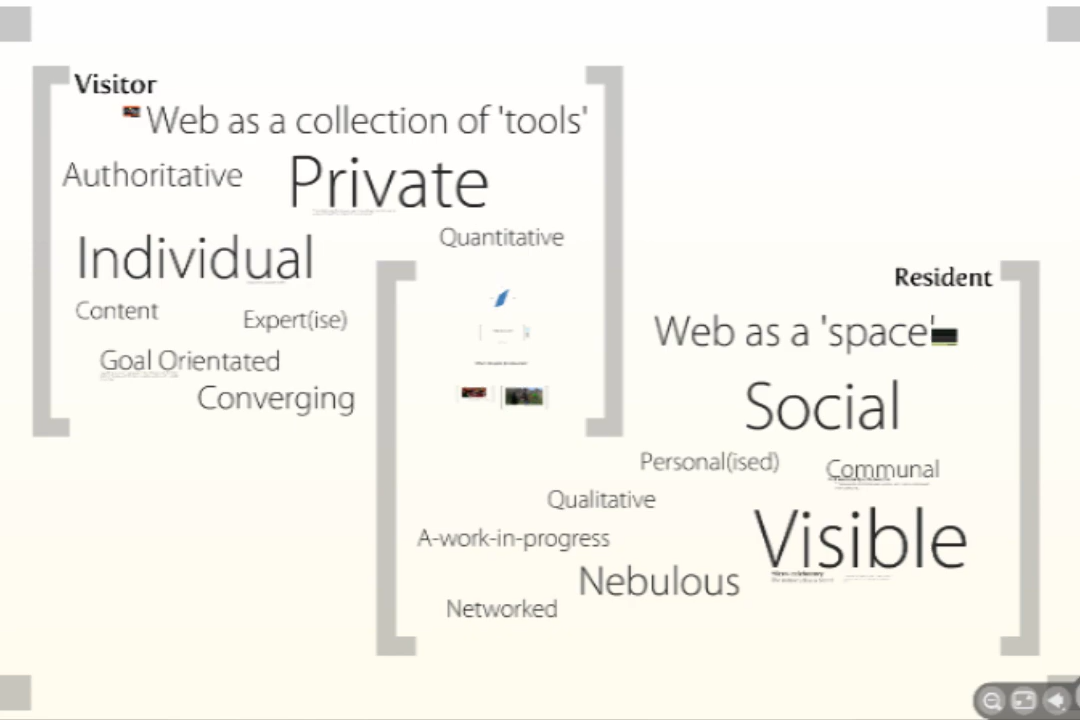 Visitor
Web as a collection of 'tools'
Authoritative
Private
Quantitative
Individual
Content
Expert(ise)
Goal Orientated
Converging
Resident
Web as a 'space'
Social
Personal(ised)
Communal
Qualitative
Visible
A-work-in-progress
Nebulous
Networked